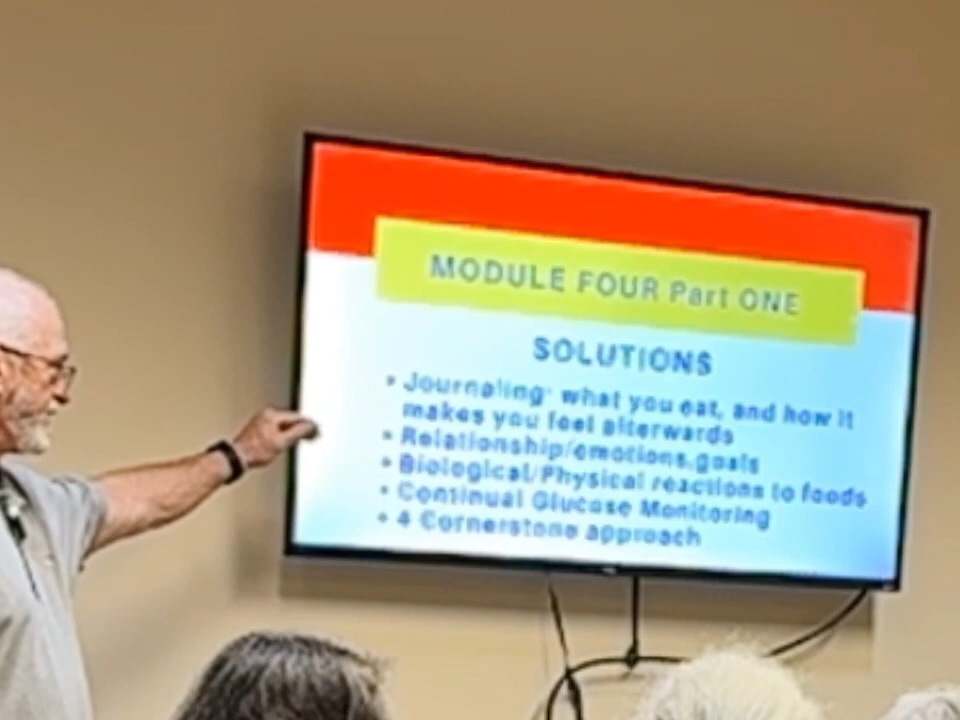 MODULE FOUR Part ONE
SOLUTIONS
• Journaling- what you eat, and how it
makes you feel afterwards
• Relationship/emotions,goals
• Biological/Physical reactions to foods
• Continual Glucose Monitoring
• 4 Cornerstone approach